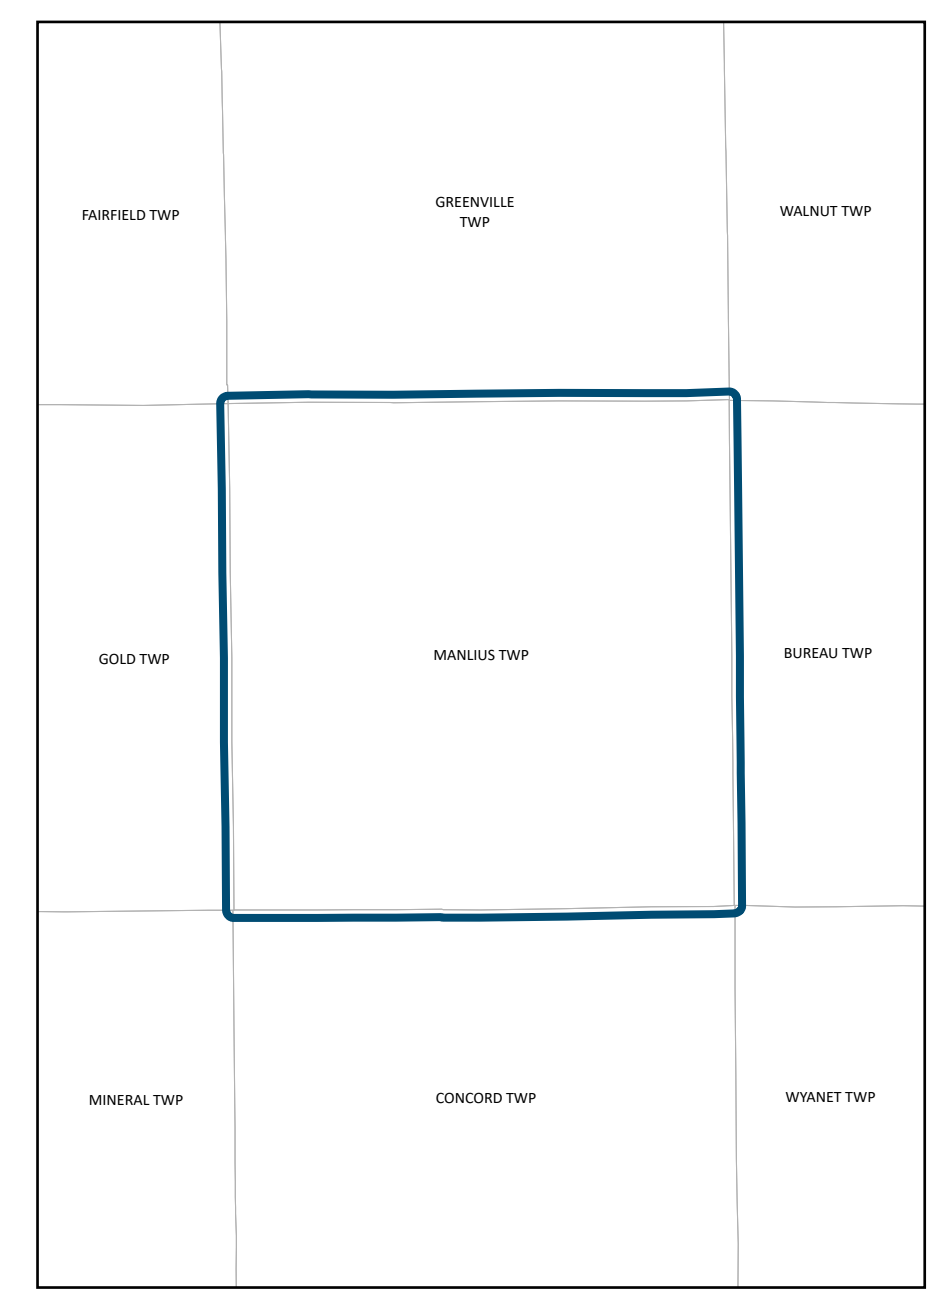 FAIRFIELD TWP
GREENVILLE
TWP
WALNUT TWP
GOLD TWP
MANLIUS TWP
BUREAU TWP
MINERAL TWP
CONCORD TWP
WYANET TWP